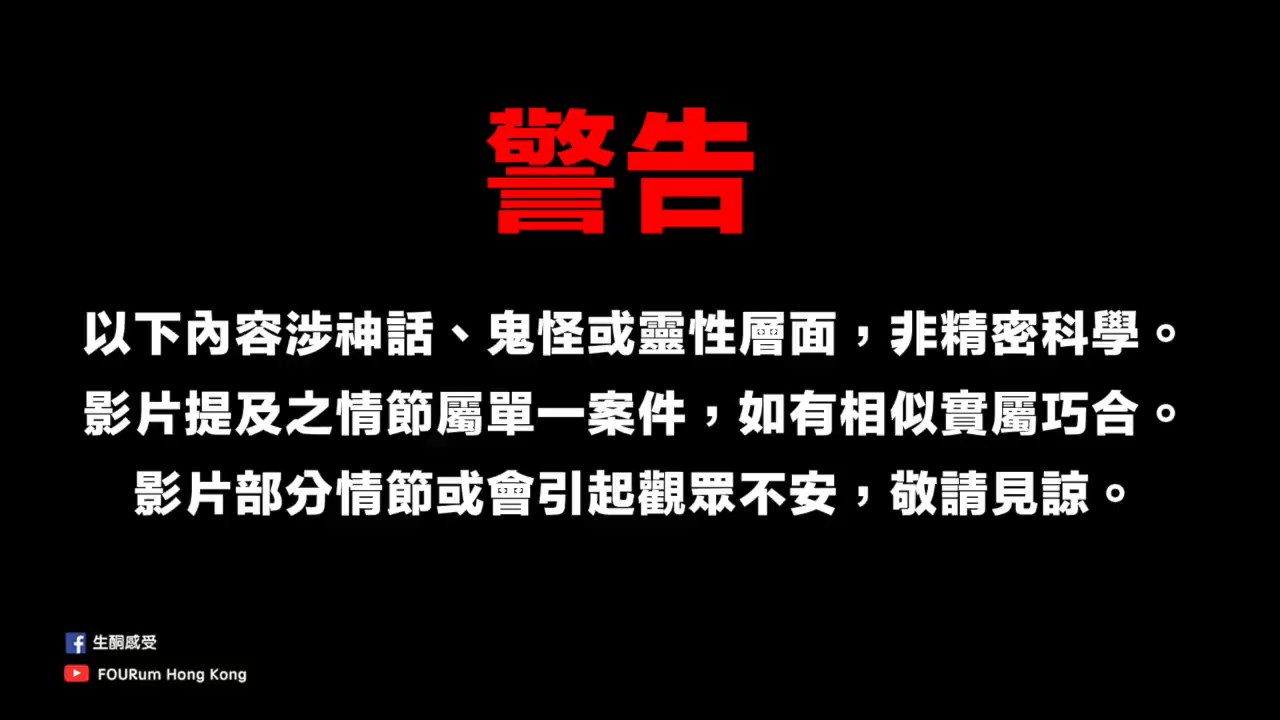 警告
以下內容涉神話、鬼怪或靈性層面，非精密科學。
影片提及之情節屬單一案件，如有相似實屬巧合。
影片部分情節或會引起觀眾不安，敬請見諒。
生酮感受
FOURum Hong Kong